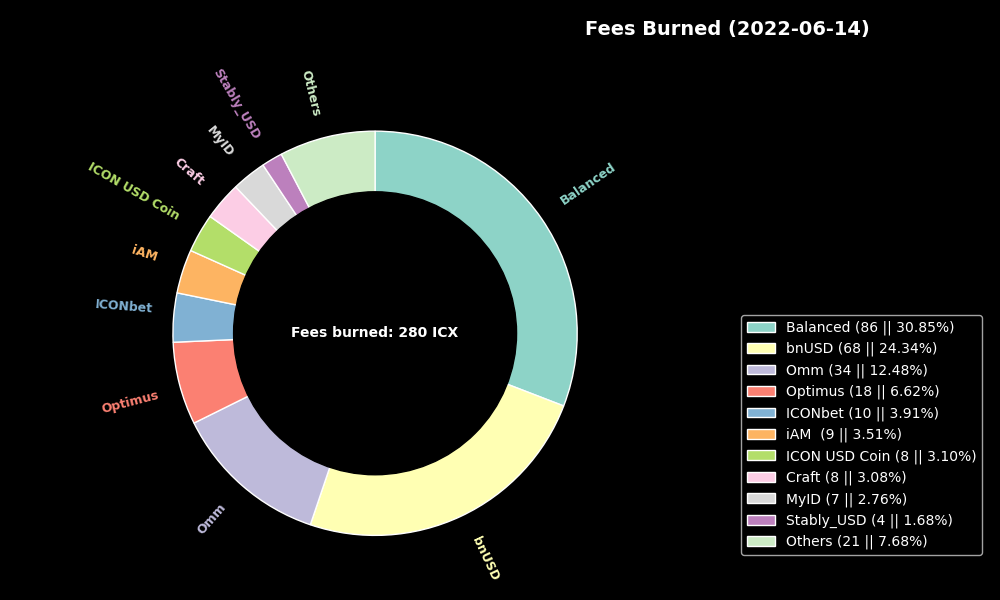 Fees Burned (2022-06-14)
Others
Stably_USD
MyID
Craft
ICON USD Coin
iAM
ICONbet
Optimus
Omm
bnUSD
Balanced
Fees burned: 280 ICX
Balanced (86 || 30.85%)
bnUSD (68 || 24.34%)
Omm (34 || 12.48%)
Optimus (18 || 6.62%)
ICONbet (10 || 3.91%)
iAM  (9 || 3.51%)
ICON USD Coin (8 || 3.10%)
Craft (8 || 3.08%)
MyID (7 || 2.76%)
Stably_USD (4 || 1.68%)
Others (21 || 7.68%)